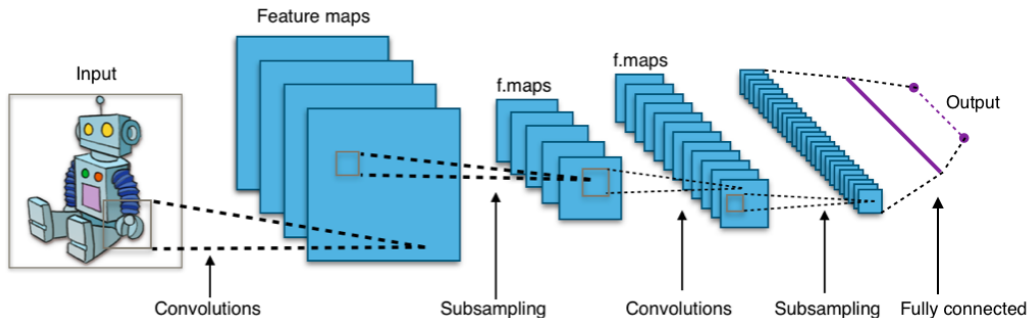 Feature maps
Input
f.maps
f.maps
Output
Convolutions
Subsampling
Convolutions
Subsampling
Fully connected